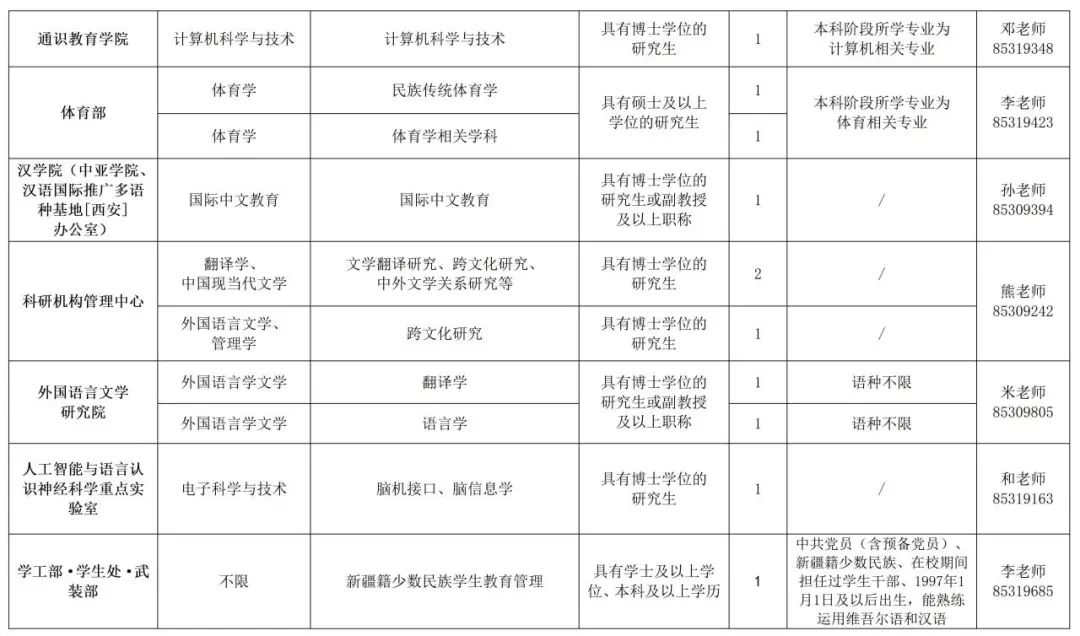 通识教育学院
计算机科学与技术
计算机科学与技术
具有博士学位的
研究生
1
本科阶段所学专业为
计算机相关专业
邓老师
85319348
体育部
体育学
民族传统体育学
具有硕士及以上
学位的研究生
1
本科阶段所学专业为
体育相关专业
李老师
85319423
体育学
体育学相关学科
1
汉学院（中亚学院、
汉语国际推广多语
种基地[西安]
办公室）
国际中文教育
国际中文教育
具有博士学位的
研究生或副教授
及以上职称
1
/
孙老师
85309394
科研机构管理中心
翻译学、
中国现当代文学
文学翻译研究、跨文化研究、
中外文学关系研究等
具有博士学位的
研究生
2
/
熊老师
85309242
外国语言文学、
管理学
跨文化研究
具有博士学位的
研究生
1
/
外国语言文学
研究院
外国语言学文学
翻译学
具有博士学位的
研究生或副教授
及以上职称
1
语种不限
米老师
85309805
外国语言学文学
语言学
1
语种不限
人工智能与语言认
识神经科学重点实
验室
电子科学与技术
脑机接口、脑信息学
具有博士学位的
研究生
1
/
和老师
85319163
学工部·学生处·武
装部
不限
新疆籍少数民族学生教育管理
具有学士及以上学
位、本科及以上学历
1
中共党员（含预备党员）、
新疆籍少数民族、在校期间
担任过学生干部、1997年1
月1日及以后出生，能熟练
运用维吾尔语和汉语
李老师
85319685